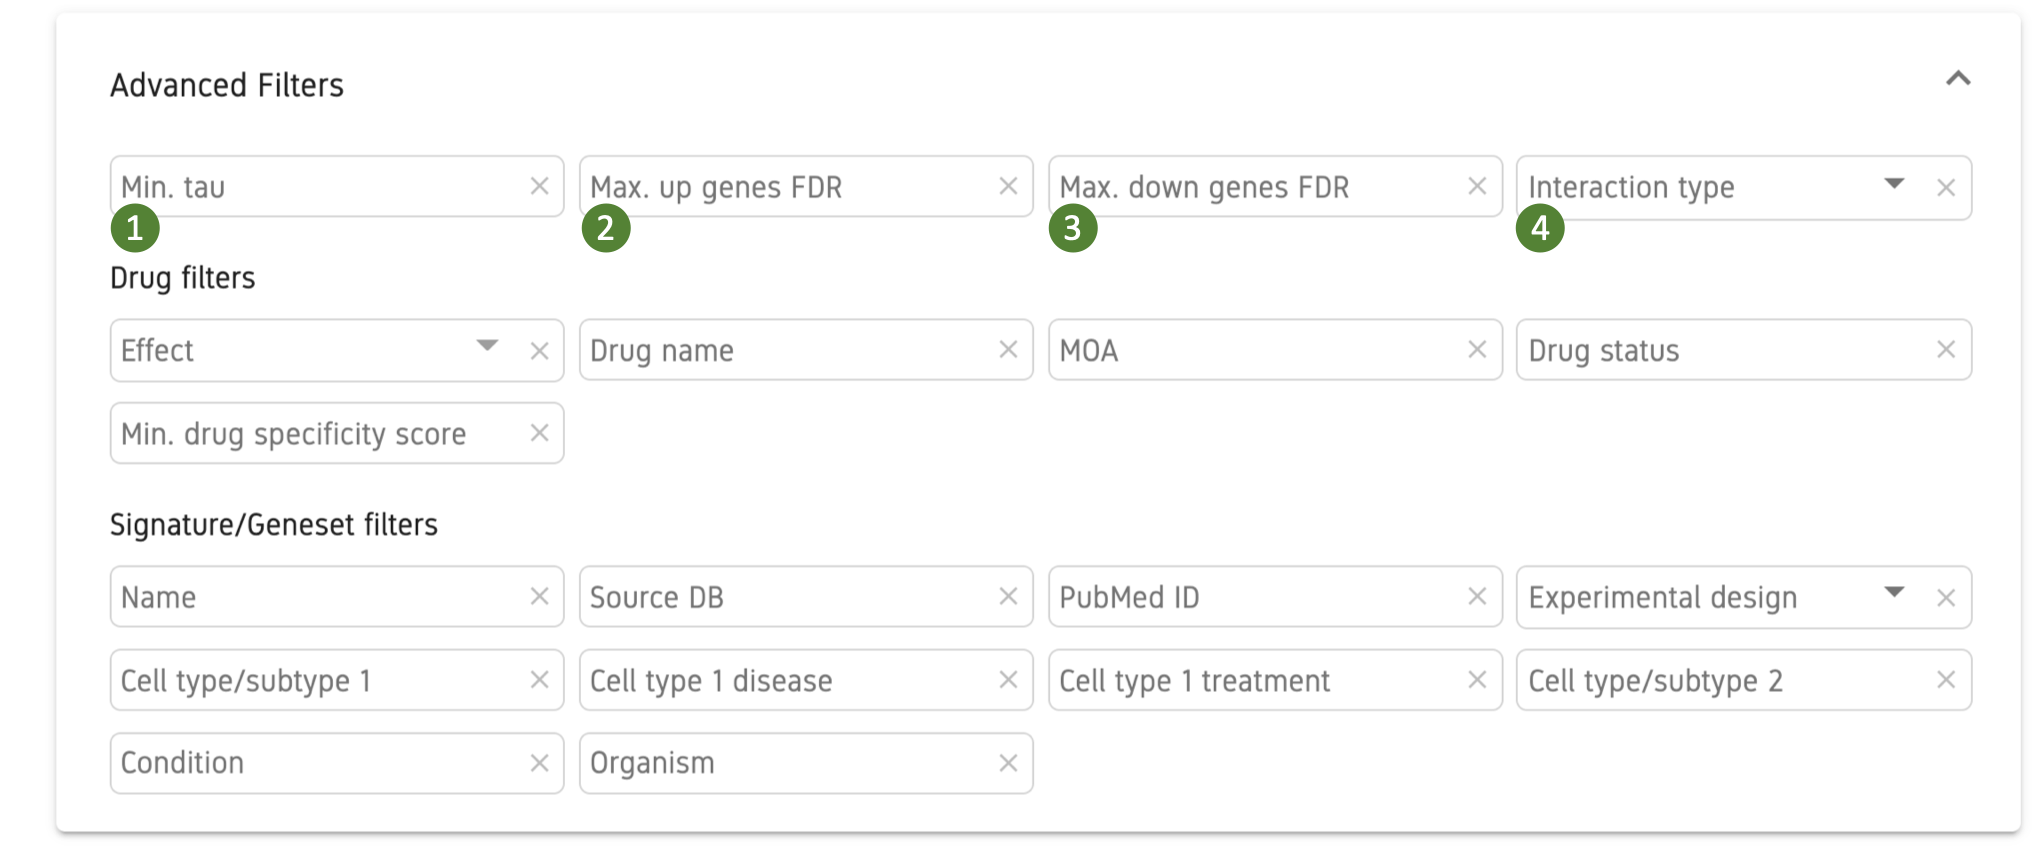 Advanced Filters
Min. tau
Max. up genes FDR
Max. down genes FDR
Interaction type
1
2
3
4
Drug filters
Effect
Drug name
MOA
Drug status
Min. drug specificity score
Signature/Geneset filters
Name
Source DB
PubMed ID
Experimental design
Cell type/subtype 1
Cell type 1 disease
Cell type 1 treatment
Cell type/subtype 2
Condition
Organism